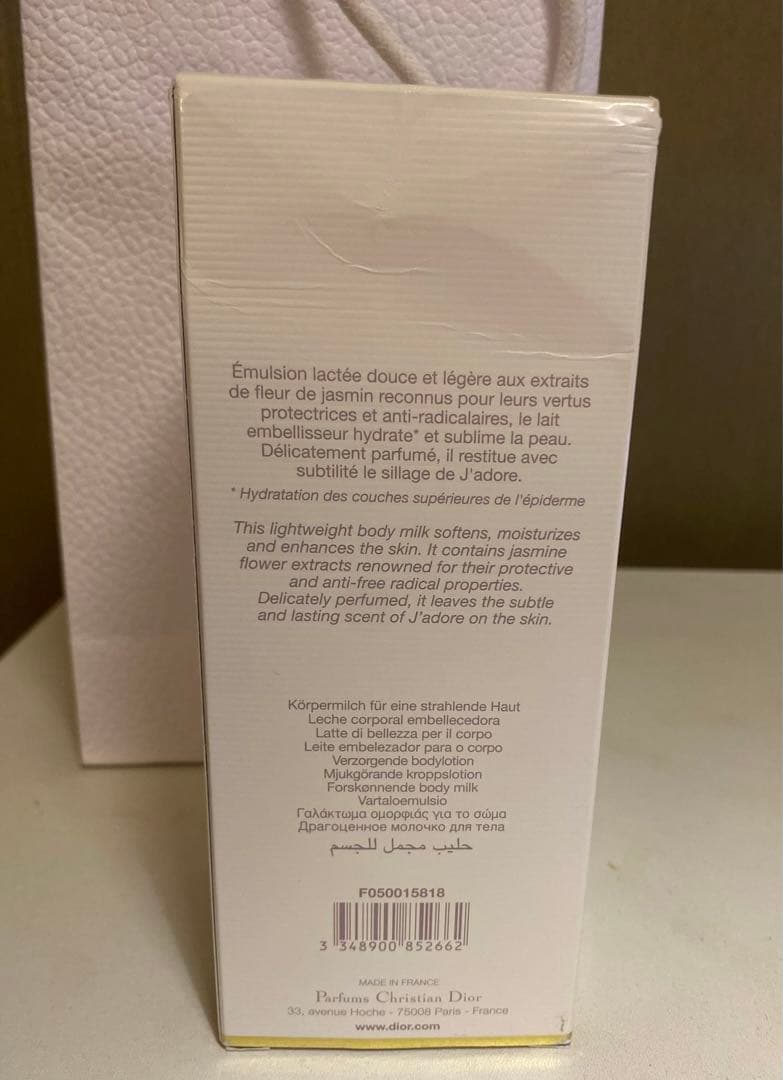 Émulsion lactée douce et légère aux extraits
de fleur de jasmin reconnus pour leurs vertus
protectrices et anti-radicalaires, le lait
embellisseur hydrate* et sublime la peau.
Délicatement parfumé, il restitue avec
subtilité le sillage de J'adore.
* Hydratation des couches supérieures de l'épiderme
This lightweight body milk softens, moisturizes
and enhances the skin. It contains jasmine
flower extracts renowned for their protective
and anti-free radical properties.
Delicately perfumed, it leaves the subtle
and lasting scent of J'adore on the skin.
Körpermilch für eine strahlende Haut
Leche corporal embellecedora
Latte di bellezza per il corpo
Leite embelezador para o corpo
Verzorgende bodylotion
Mjukgörande kroppslotion
Forskønnende body milk
Vartaloemulsio
Γαλάκτωμα ομορφιάς για το σώμα
Драгоценное молочко для тела
حليب مجمل للجسم
F050015818
3 348900 852662
MADE IN FRANCE
Parfums Christian Dior
33, avenue Hoche - 75008 Paris - France
www.dior.com